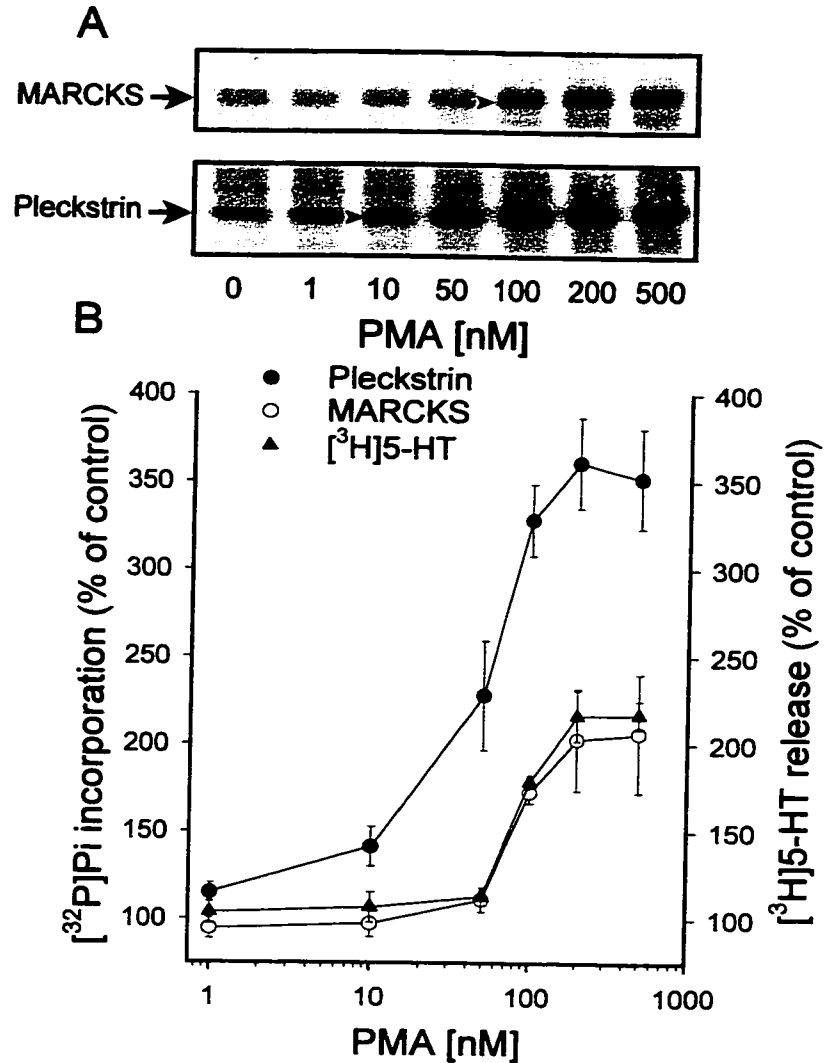 A
MARCKS
Pleckstrin
0 1 10 50 100 200 500
PMA [nM]
B
Pleckstrin
MARCKS
[³H]5-HT
400
350
300
250
200
150
100
[³²P]Pi incorporation (% of control)
400
350
300
250
200
150
100
[³H]5-HT release (% of control)
1 10 100 1000
PMA [nM]